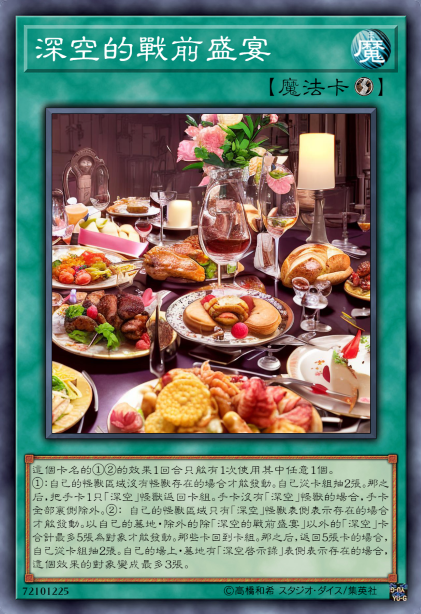 深空的戰前盛宴
魔
【魔法卡】
這個卡名的①②的效果1回合只能有1次使用其中任意1個。
①：自己的怪獸區域沒有怪獸存在的場合才能發動。自己從卡組抽2張。那之
后，把手卡1只「深空」怪獸返回卡組。手卡沒有「深空」怪獸的場合，手卡
全部裏側除外。②：自己的怪獸區域只有「深空」怪獸表側表示存在的場合
才能發動。以自己的墓地·除外的除「深空的戰前盛宴」以外的「深空」卡
合計最多5張為對象才能發動。那些卡回到卡組。那之后，返回5張卡的場合，
自己從卡組抽2張。自己的場上·墓地有「深空啓示錄」表側表示存在的場合，
這個效果的對象變成最多3張。
72101225
©高橋和希 スタジオ・ダイス/集英社